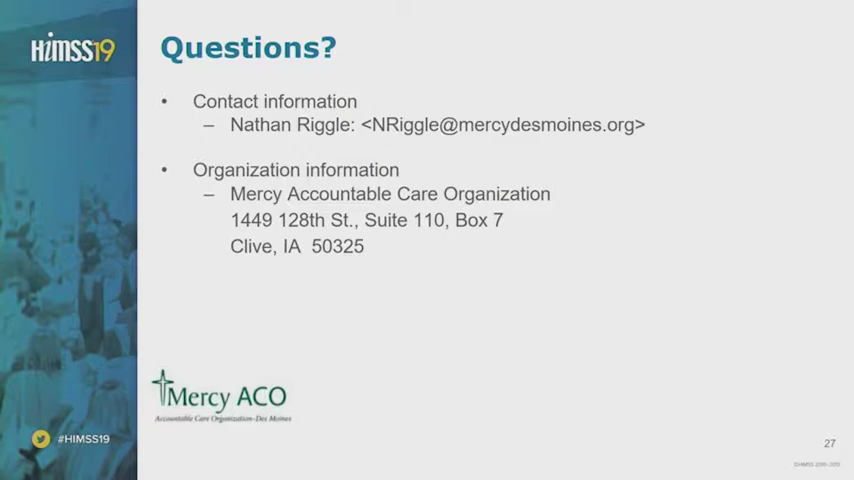 HiMSS19
Questions?
• Contact information
– Nathan Riggle: <NRiggle@mercydesmoines.org>
• Organization information
– Mercy Accountable Care Organization
1449 128th St., Suite 110, Box 7
Clive, IA 50325
Mercy ACO
Accountable Care Organization-Des Moines
#HIMSS19
27